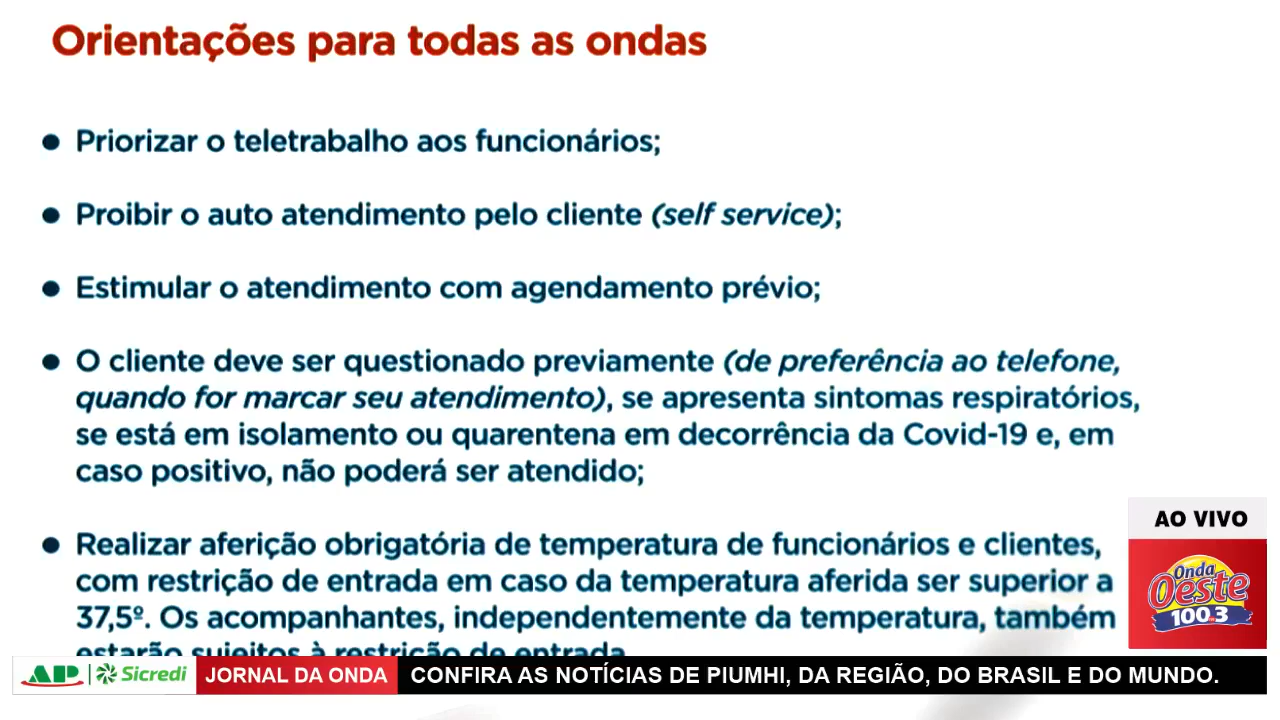 Orientações para todas as ondas
● Priorizar o teletrabalho aos funcionários;
● Proibir o auto atendimento pelo cliente (self service);
● Estimular o atendimento com agendamento prévio;
● O cliente deve ser questionado previamente (de preferência ao telefone,
quando for marcar seu atendimento), se apresenta sintomas respiratórios,
se está em isolamento ou quarentena em decorrência da Covid-19 e, em
caso positivo, não poderá ser atendido;
● Realizar aferição obrigatória de temperatura de funcionários e clientes,
com restrição de entrada em caso da temperatura aferida ser superior a
37,5º. Os acompanhantes, independentemente da temperatura, também
estarão sujeitos à restrição de entrada.
AO VIVO
Onda
Oeste
100.3
AP | Sicredi JORNAL DA ONDA CONFIRA AS NOTÍCIAS DE PIUMHI, DA REGIÃO, DO BRASIL E DO MUNDO.